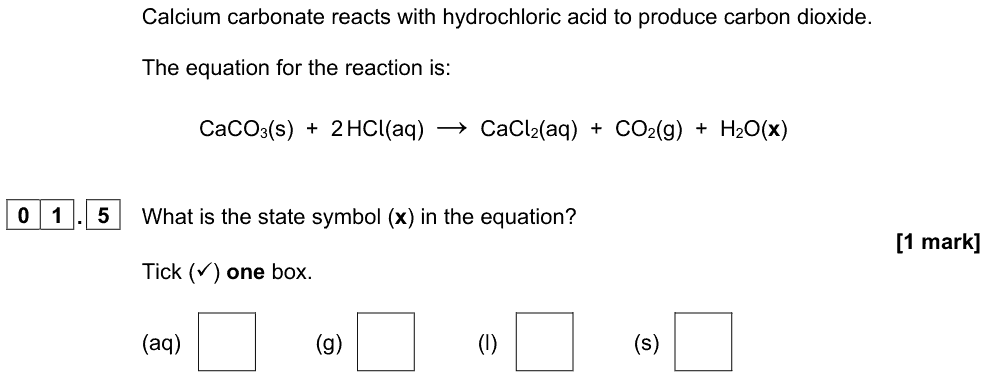 Calcium carbonate reacts with hydrochloric acid to produce carbon dioxide.
The equation for the reaction is:
CaCO₃(s) + 2HCl(aq) ⟶ CaCl₂(aq) + CO₂(g) + H₂O(x)
0 1 . 5 What is the state symbol (x) in the equation?
[1 mark]
Tick (✓) one box.
(aq) (g) (l) (s)